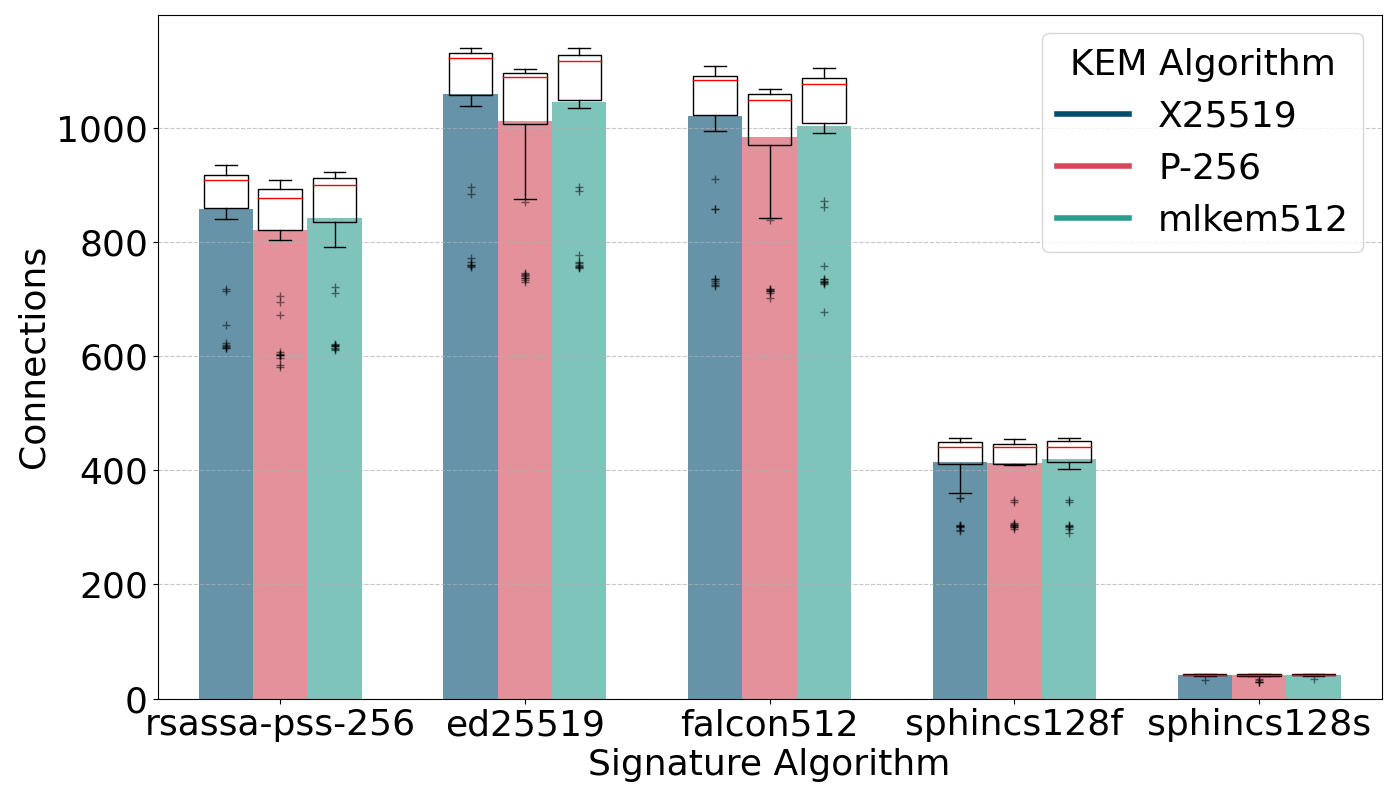 KEM Algorithm
X25519
P-256
mlkem512
Connections
1000
800
600
400
200
0
rsassa-pss-256 ed25519 falcon512 sphincs128f sphincs128s
Signature Algorithm